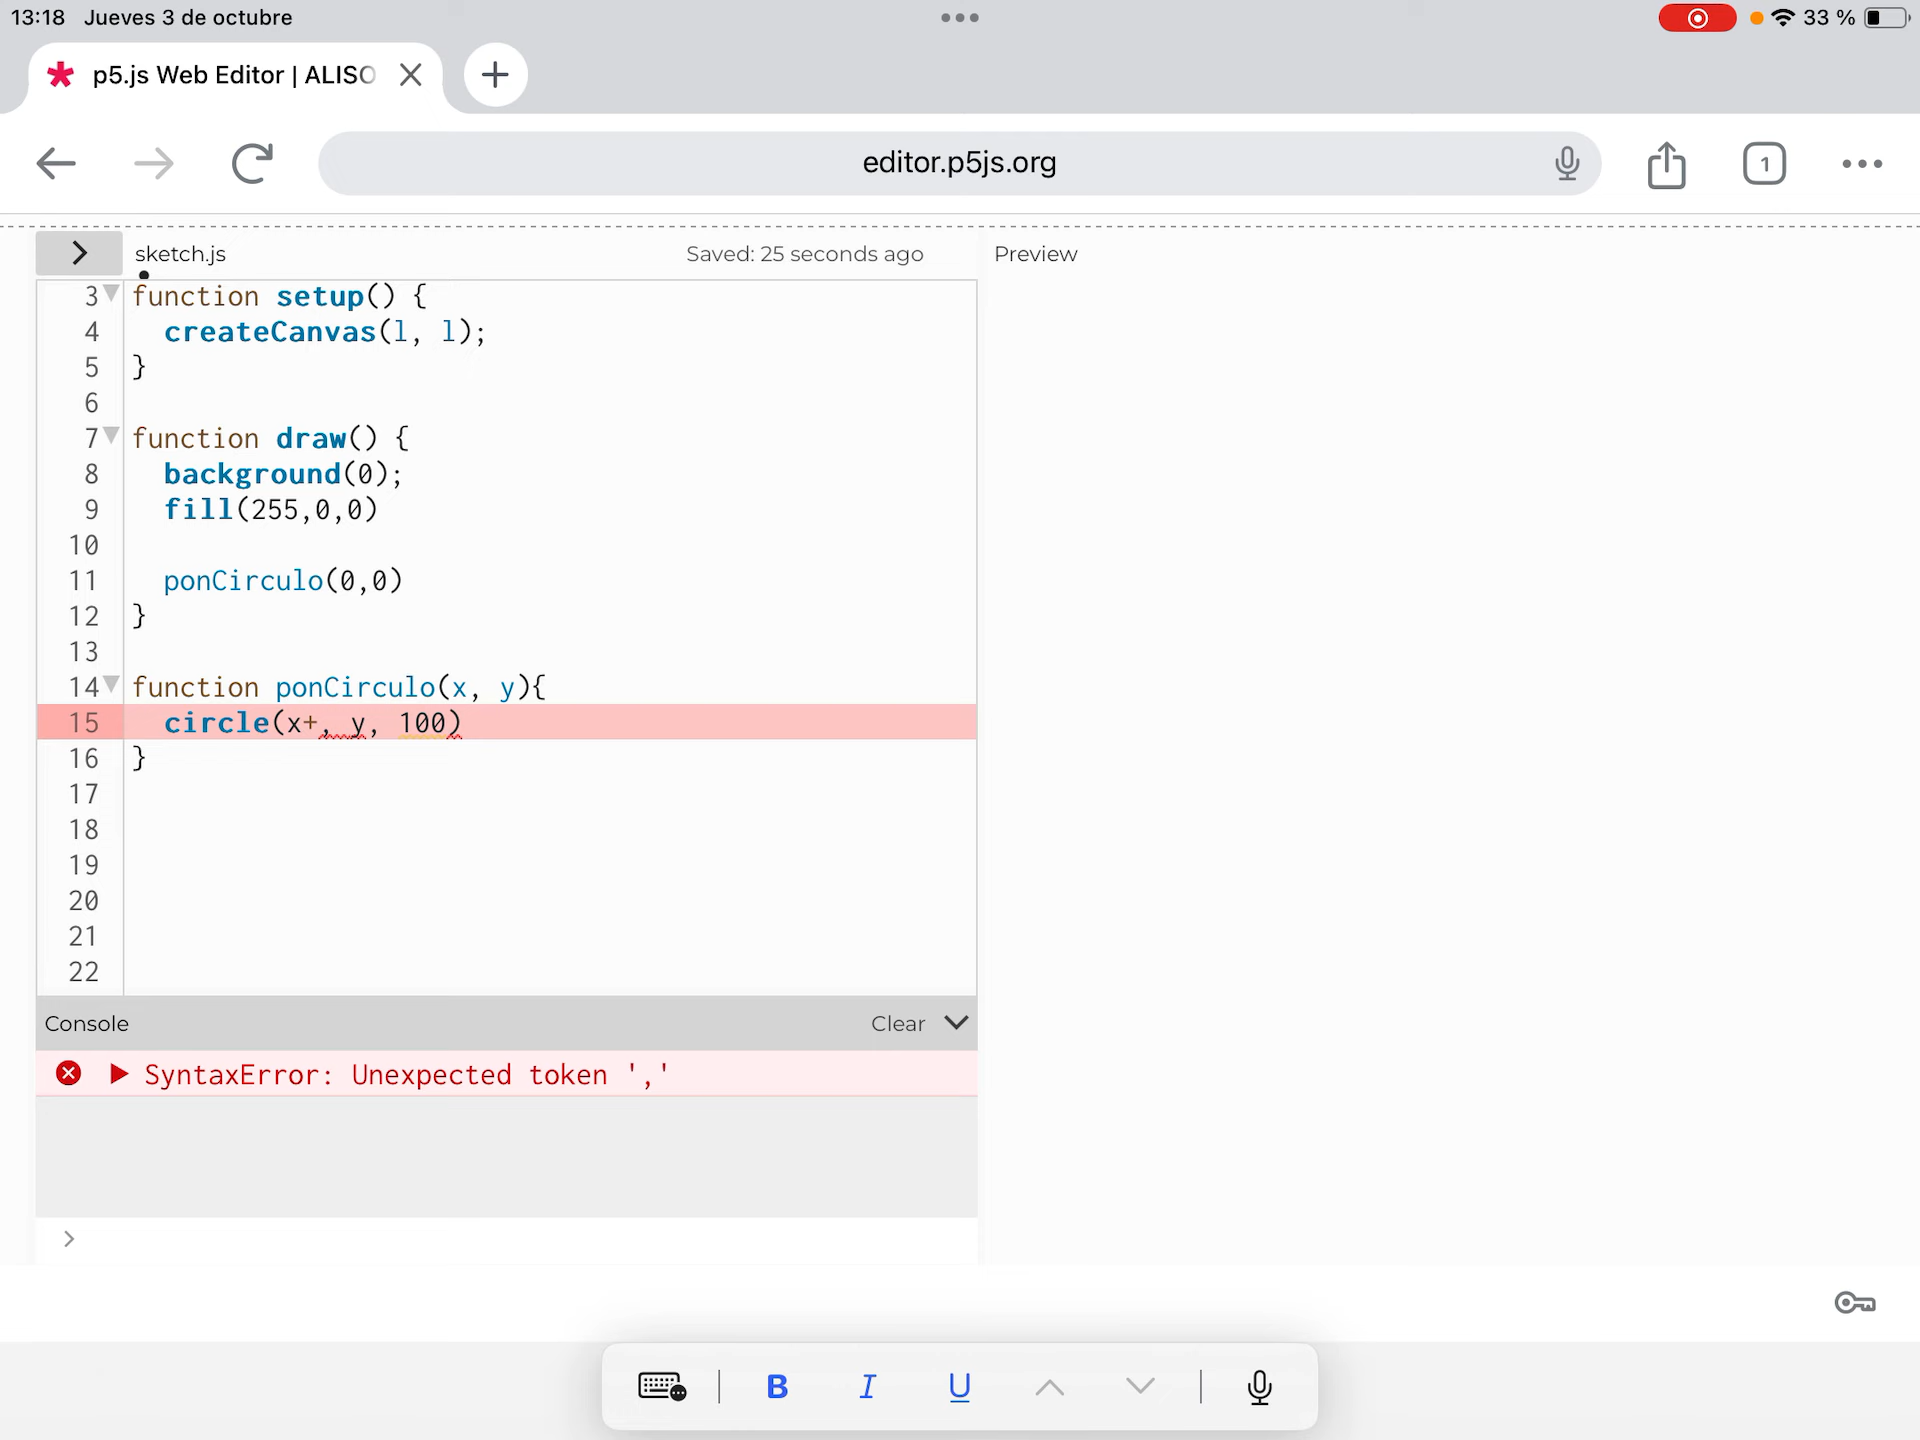 13:18 Jueves 3 de octubre
33 %
p5.js Web Editor | ALISO
editor.p5js.org
1
sketch.js
Saved: 25 seconds ago
Preview
3 function setup() {
4 createCanvas(l, l);
5 }
6
7 function draw() {
8 background(0);
9 fill(255,0,0)
10
11 ponCirculo(0,0)
12 }
13
14 function ponCirculo(x, y){
15 circle(x+, y, 100)
16 }
17
18
19
20
21
22
Console
Clear
SyntaxError: Unexpected token ','
B I U